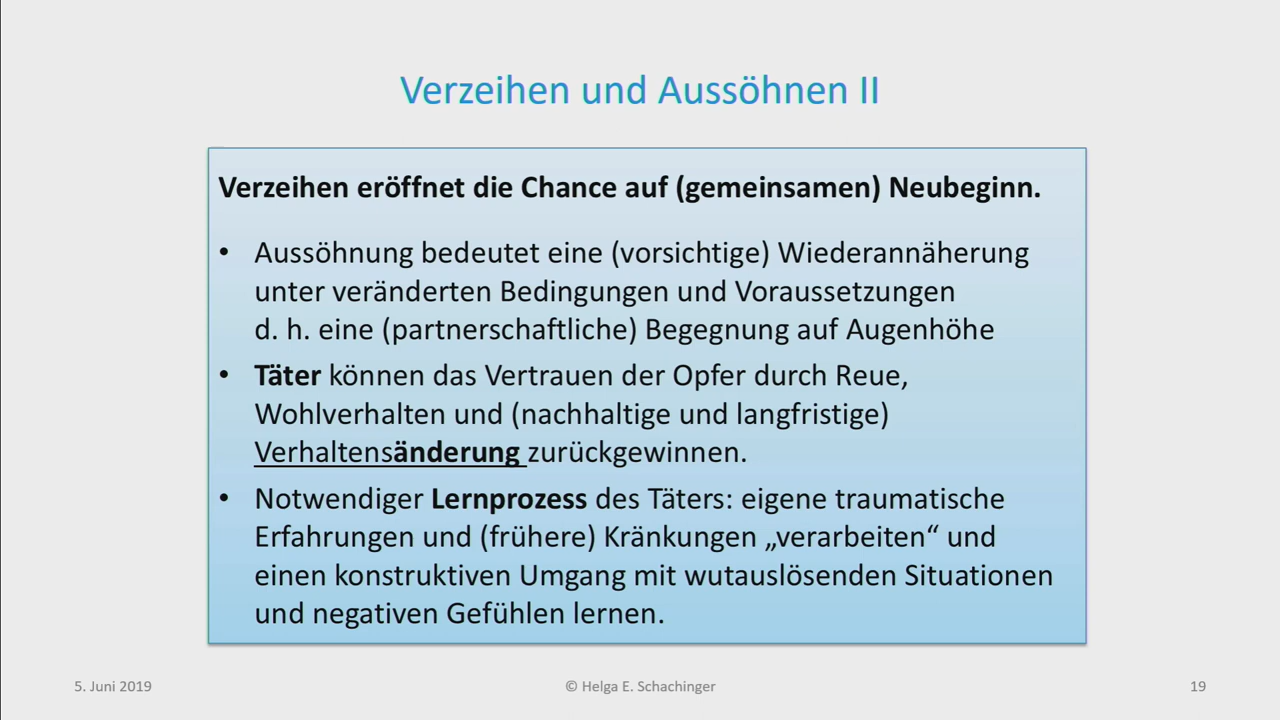 Verzeihen und Aussöhnen II
Verzeihen eröffnet die Chance auf (gemeinsamen) Neubeginn.
• Aussöhnung bedeutet eine (vorsichtige) Wiederannäherung
unter veränderten Bedingungen und Voraussetzungen
d. h. eine (partnerschaftliche) Begegnung auf Augenhöhe
• Täter können das Vertrauen der Opfer durch Reue,
Wohlverhalten und (nachhaltige und langfristige)
Verhaltensänderung zurückgewinnen.
• Notwendiger Lernprozess des Täters: eigene traumatische
Erfahrungen und (frühere) Kränkungen „verarbeiten“ und
einen konstruktiven Umgang mit wutauslösenden Situationen
und negativen Gefühlen lernen.
5. Juni 2019
© Helga E. Schachinger
19